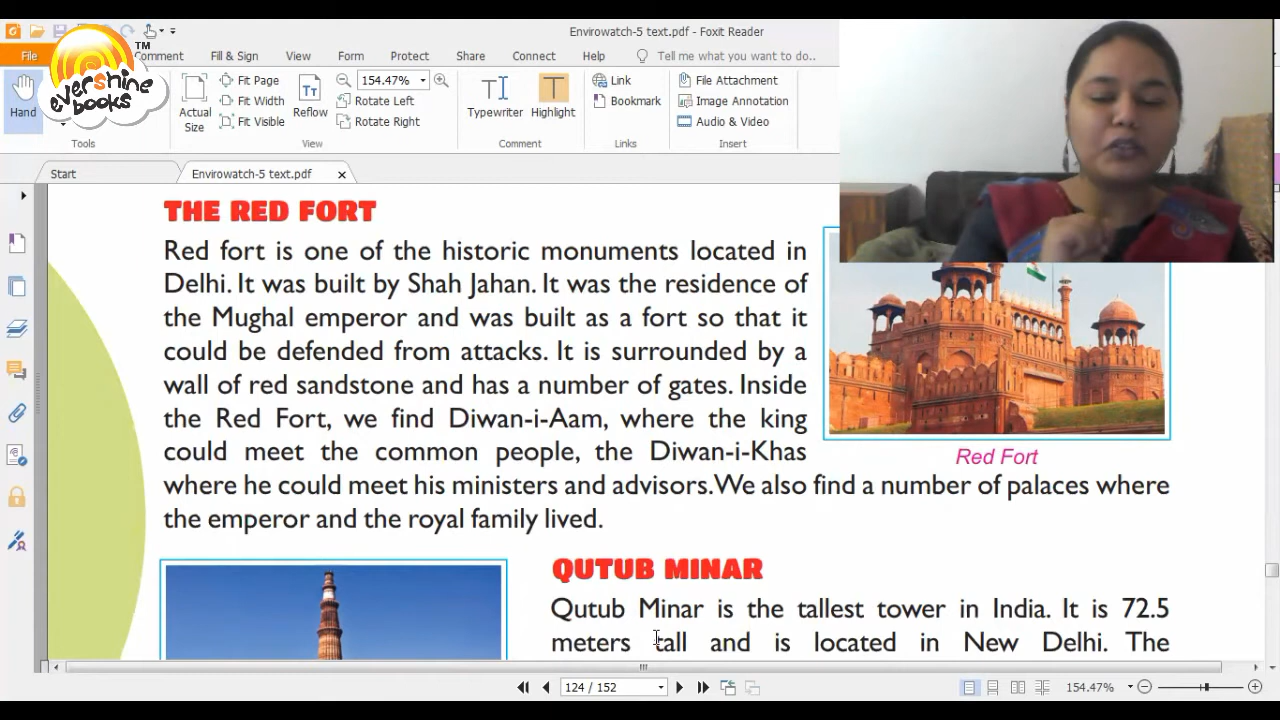 Envirowatch-5 text.pdf - Foxit Reader
File
Comment
Fill & Sign
View
Form
Protect
Share
Connect
Help
Tell me what you want to do..
TM
evershine
books
Hand
Actual
Size
Fit Page
Fit Width
Fit Visible
Reflow
154.47%
Rotate Left
Rotate Right
Typewriter
Highlight
Link
Bookmark
File Attachment
Image Annotation
Audio & Video
Tools
View
Comment
Links
Insert
Start
Envirowatch-5 text.pdf
THE RED FORT
Red fort is one of the historic monuments located in
Delhi. It was built by Shah Jahan. It was the residence of
the Mughal emperor and was built as a fort so that it
could be defended from attacks. It is surrounded by a
wall of red sandstone and has a number of gates. Inside
the Red Fort, we find Diwan-i-Aam, where the king
could meet the common people, the Diwan-i-Khas
where he could meet his ministers and advisors.We also find a number of palaces where
the emperor and the royal family lived.
Red Fort
QUTUB MINAR
Qutub Minar is the tallest tower in India. It is 72.5
meters tall and is located in New Delhi. The
124 / 152
154.47%